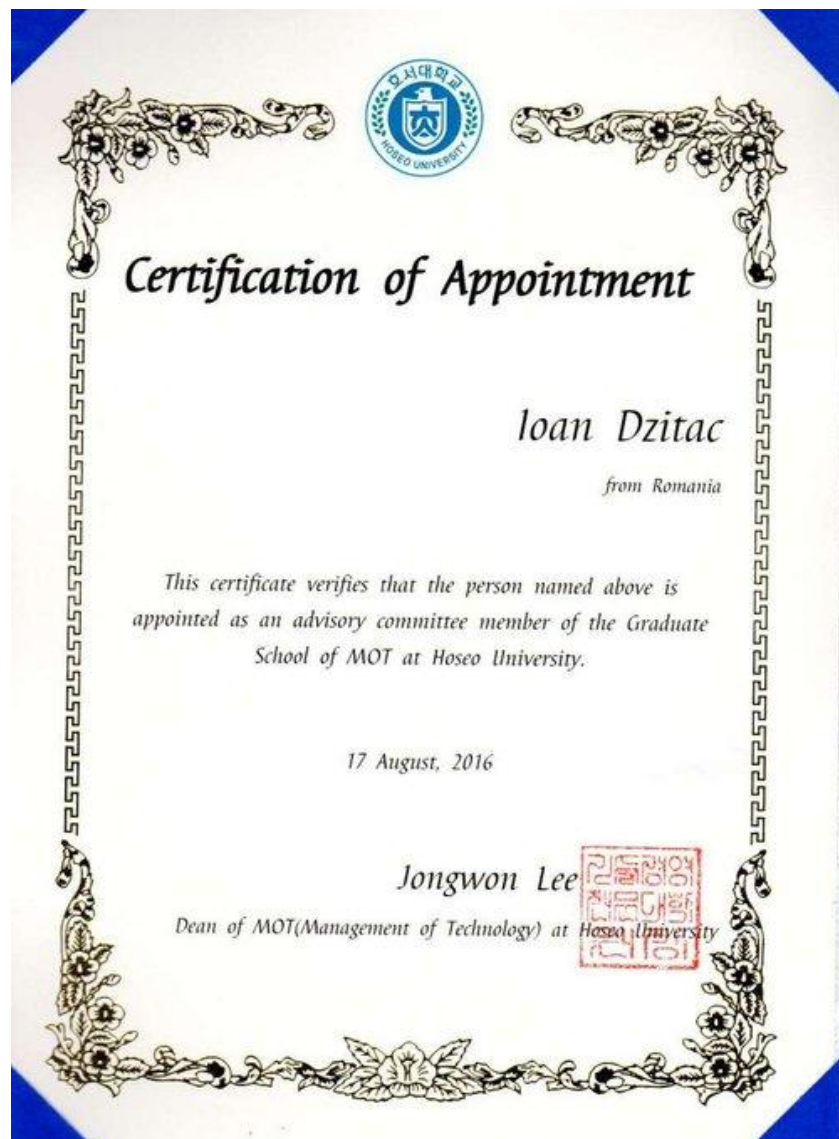 호서대학교
HOSEO UNIVERSITY
Certification of Appointment
Ioan Dzitac
from Romania
This certificate verifies that the person named above is
appointed as an advisory committee member of the Graduate
School of MOT at Hoseo University.
17 August, 2016
Jongwon Lee
Dean of MOT(Management of Technology) at Hoseo University